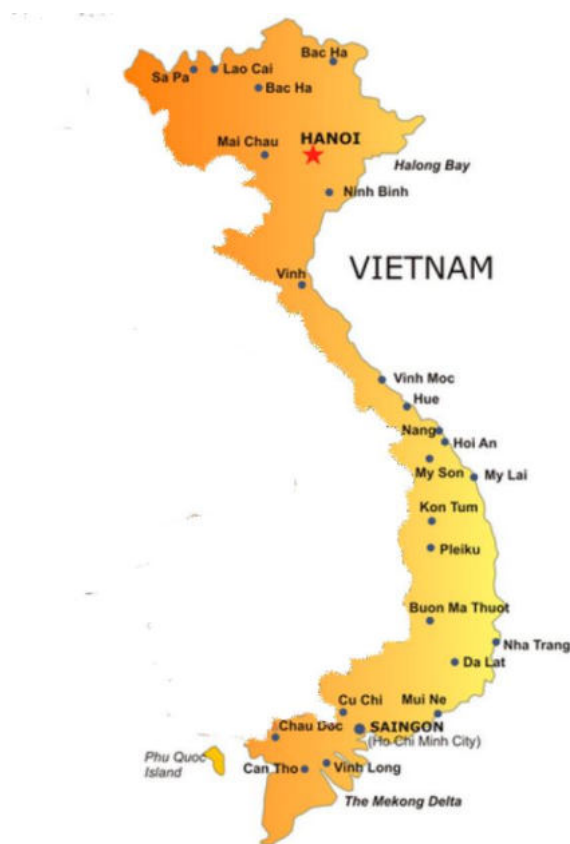 Bac Ha
Sa Pa
Lao Cai
Bac Ha
Mai Chau
HANOI
Halong Bay
Ninh Binh
VIETNAM
Vinh
Vinh Moc
Hue
Nang
Hoi An
My Son
My Lai
Kon Tum
Pleiku
Buon Ma Thuot
Nha Trang
Da Lat
Cu Chi
Mui Ne
Chau Doc
SAINGON
(Ho Chi Minh City)
Phu Quoc
Island
Can Tho
Vinh Long
The Mekong Delta